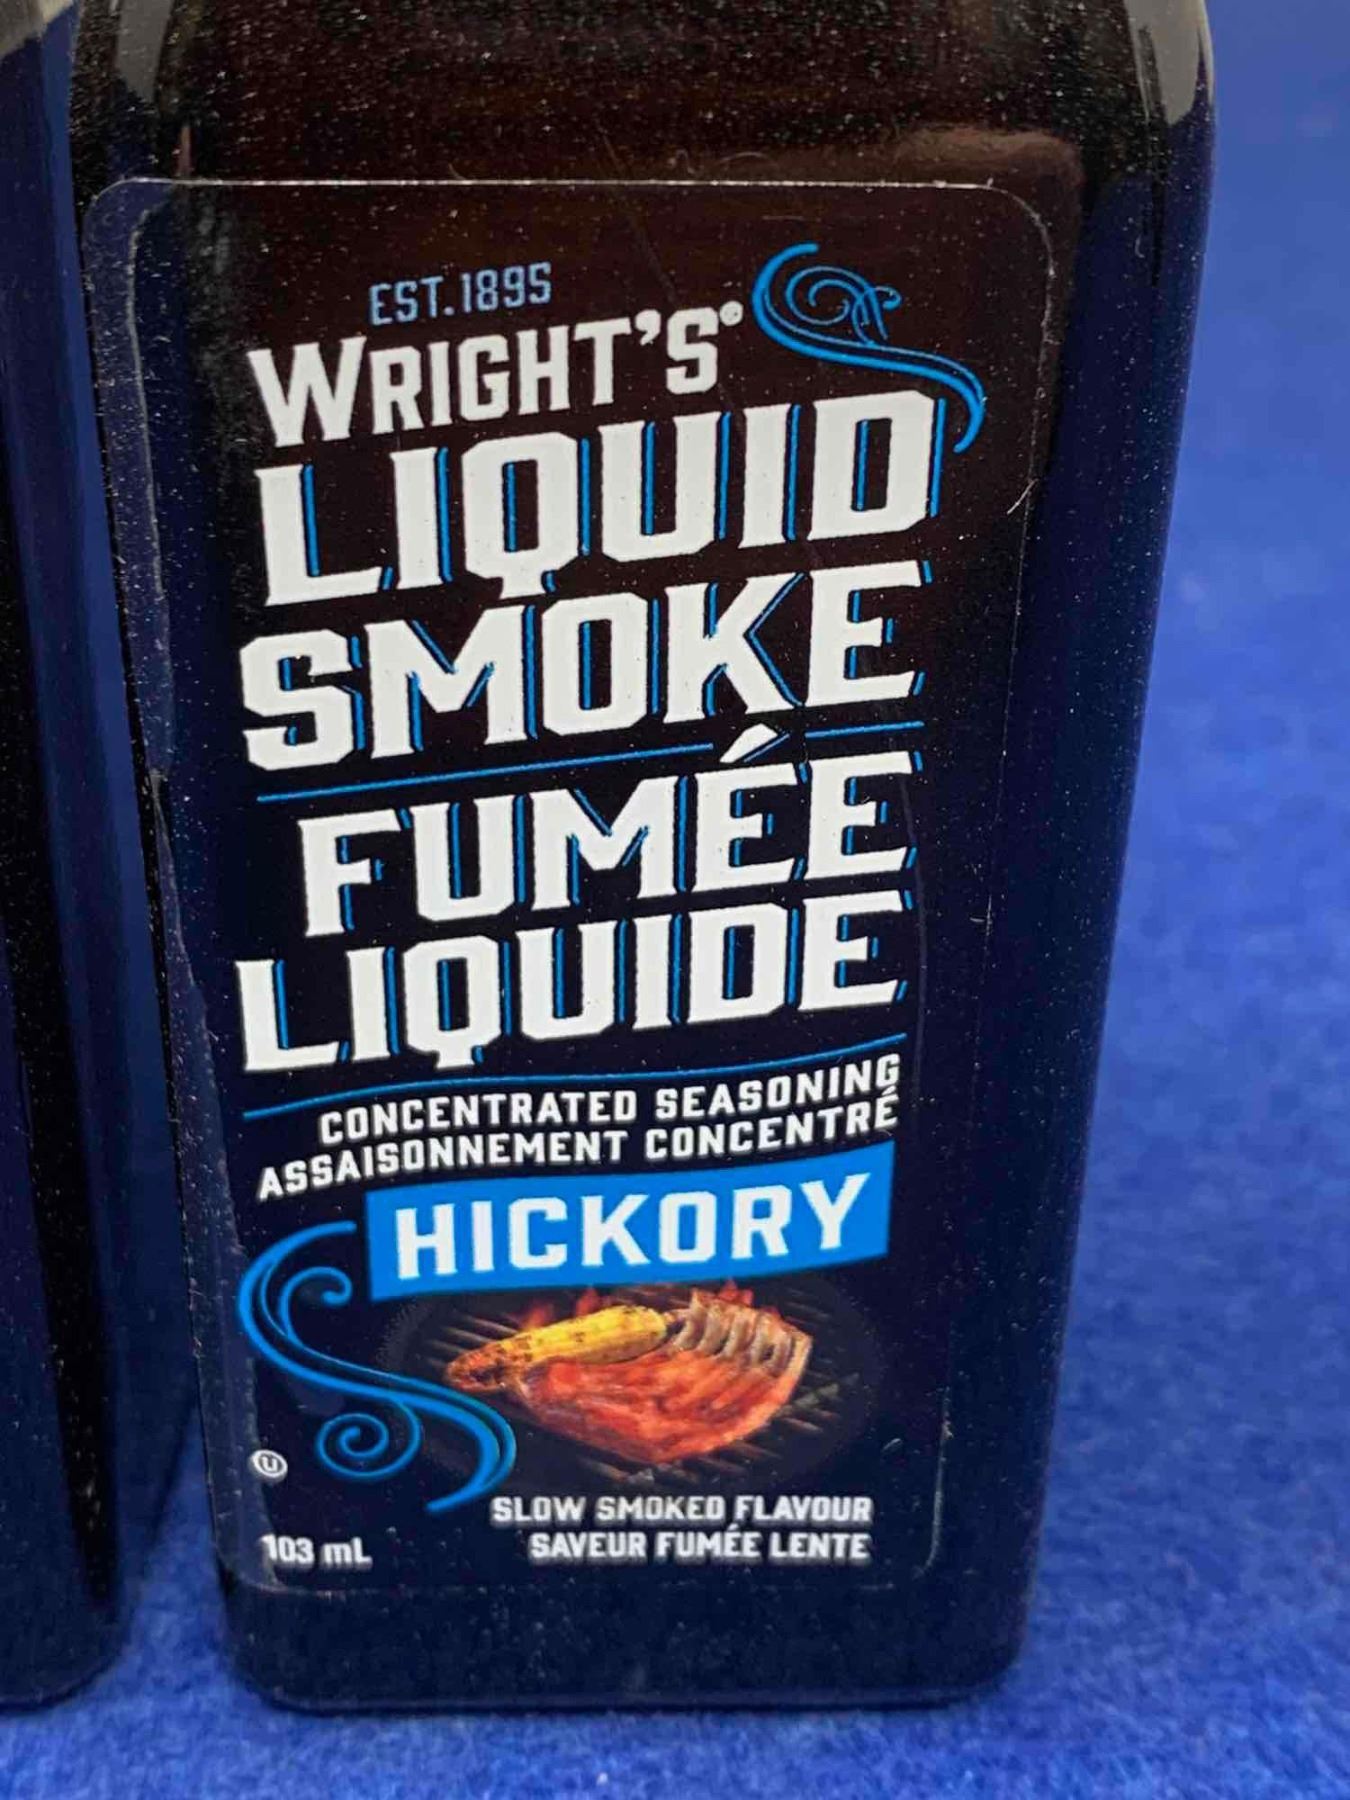 EST.1895
WRIGHT'S®
LIQUID
SMOKE
FUMÉE
LIQUIDE
CONCENTRATED SEASONING
ASSAISONNEMENT CONCENTRÉ
HICKORY
U
SLOW SMOKED FLAVOUR
SAVEUR FUMÉE LENTE
103 mL